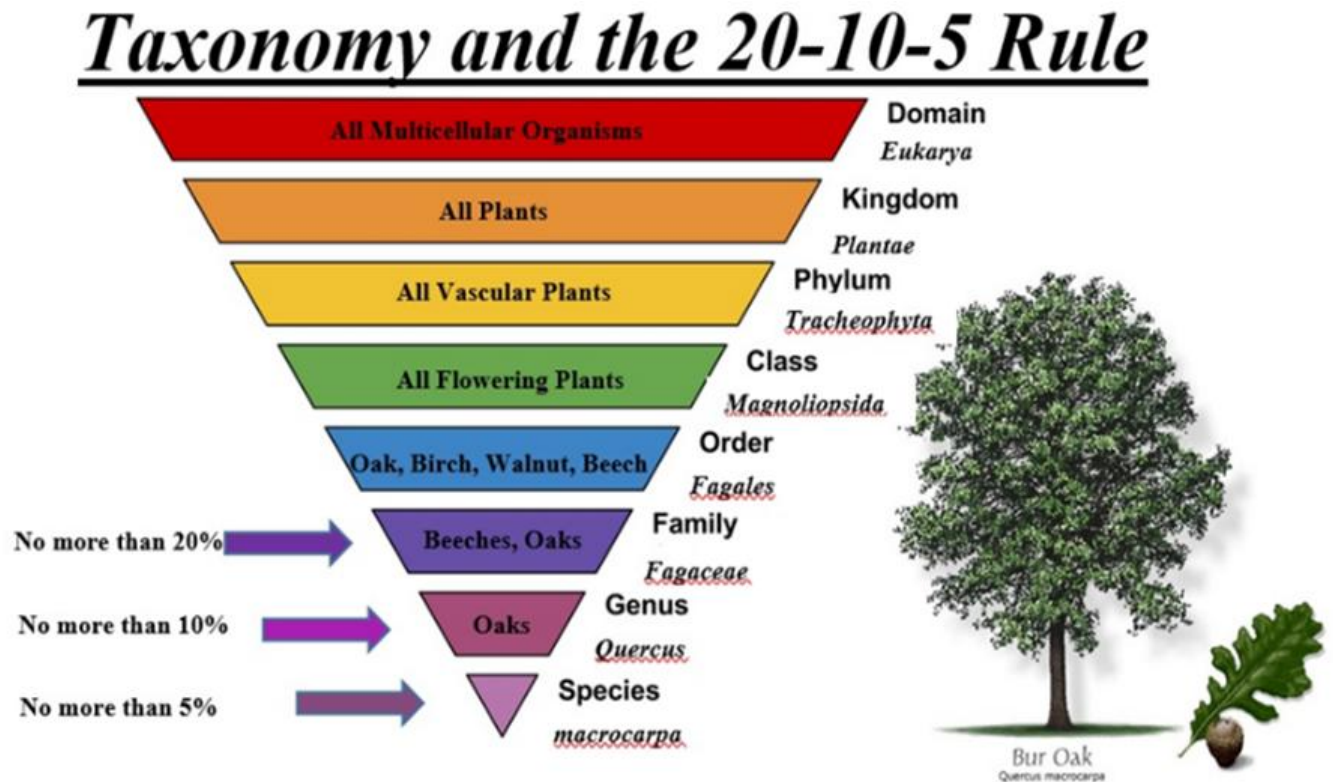 Taxonomy and the 20-10-5 Rule
All Multicellular Organisms
Domain
Eukarya
All Plants
Kingdom
Plantae
All Vascular Plants
Phylum
Tracheophyta
All Flowering Plants
Class
Magnoliopsida
Oak, Birch, Walnut, Beech
Order
Fagales
No more than 20%
Beeches, Oaks
Family
Fagaceae
No more than 10%
Oaks
Genus
Quercus
No more than 5%
Species
macrocarpa
Bur Oak
Quercus macrocarpa